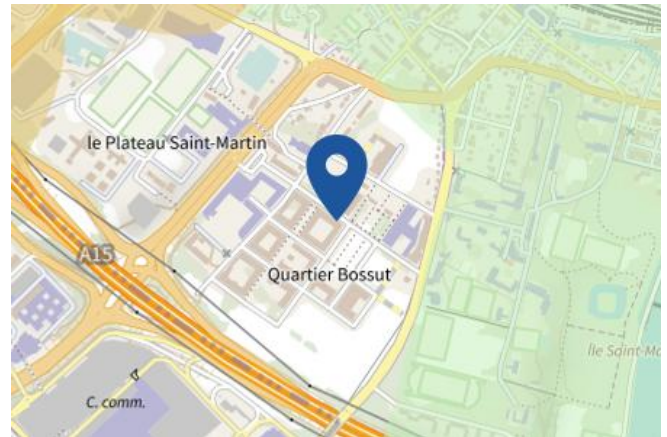 le Plateau Saint-Martin
A15
Quartier Bossut
île Saint-Ma
C. comm.